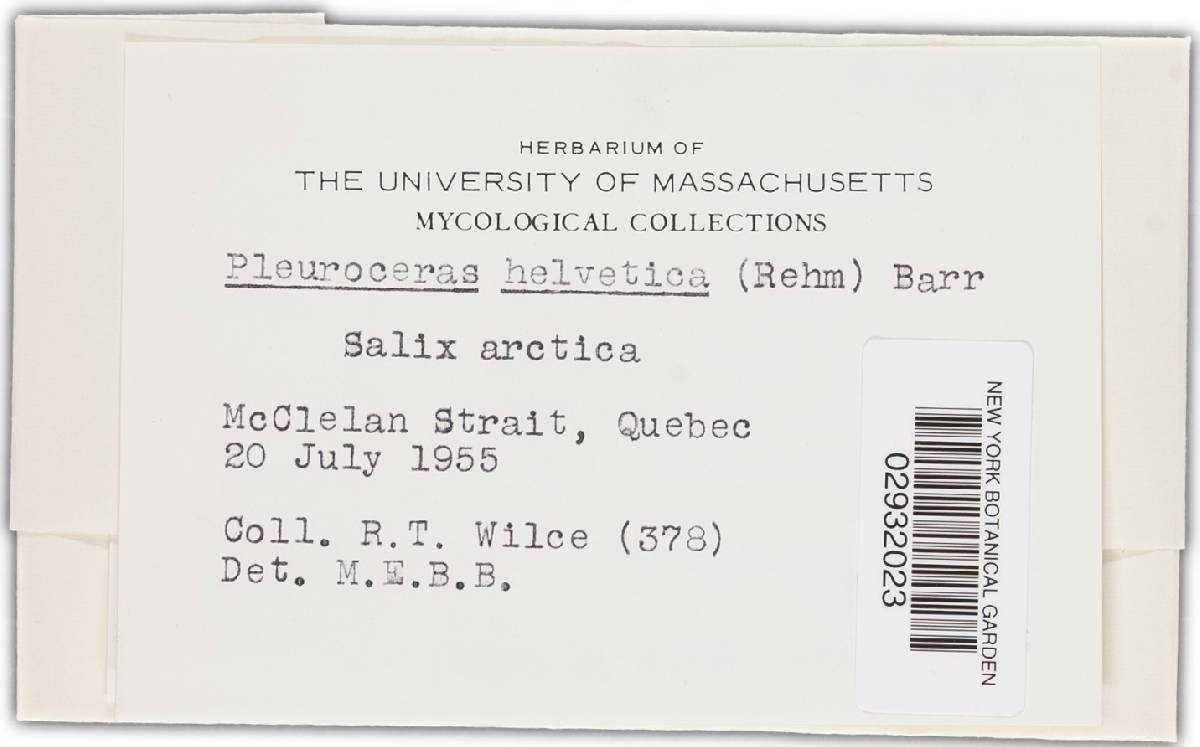 HERBARIUM OF
THE UNIVERSITY OF MASSACHUSETTS
MYCOLOGICAL COLLECTIONS
Pleuroceras helvetica (Rehm) Barr
Salix arctica
McClelan Strait, Quebec
20 July 1955
Coll. R.T. Wilce (378)
Det. M.E.B.B.
NEW YORK BOTANICAL GARDEN
02932023